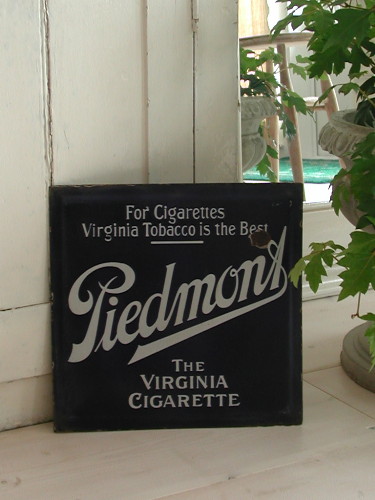 For Cigarettes
Virginia Tobacco is the Best
Piedmont
THE
VIRGINIA
CIGARETTE